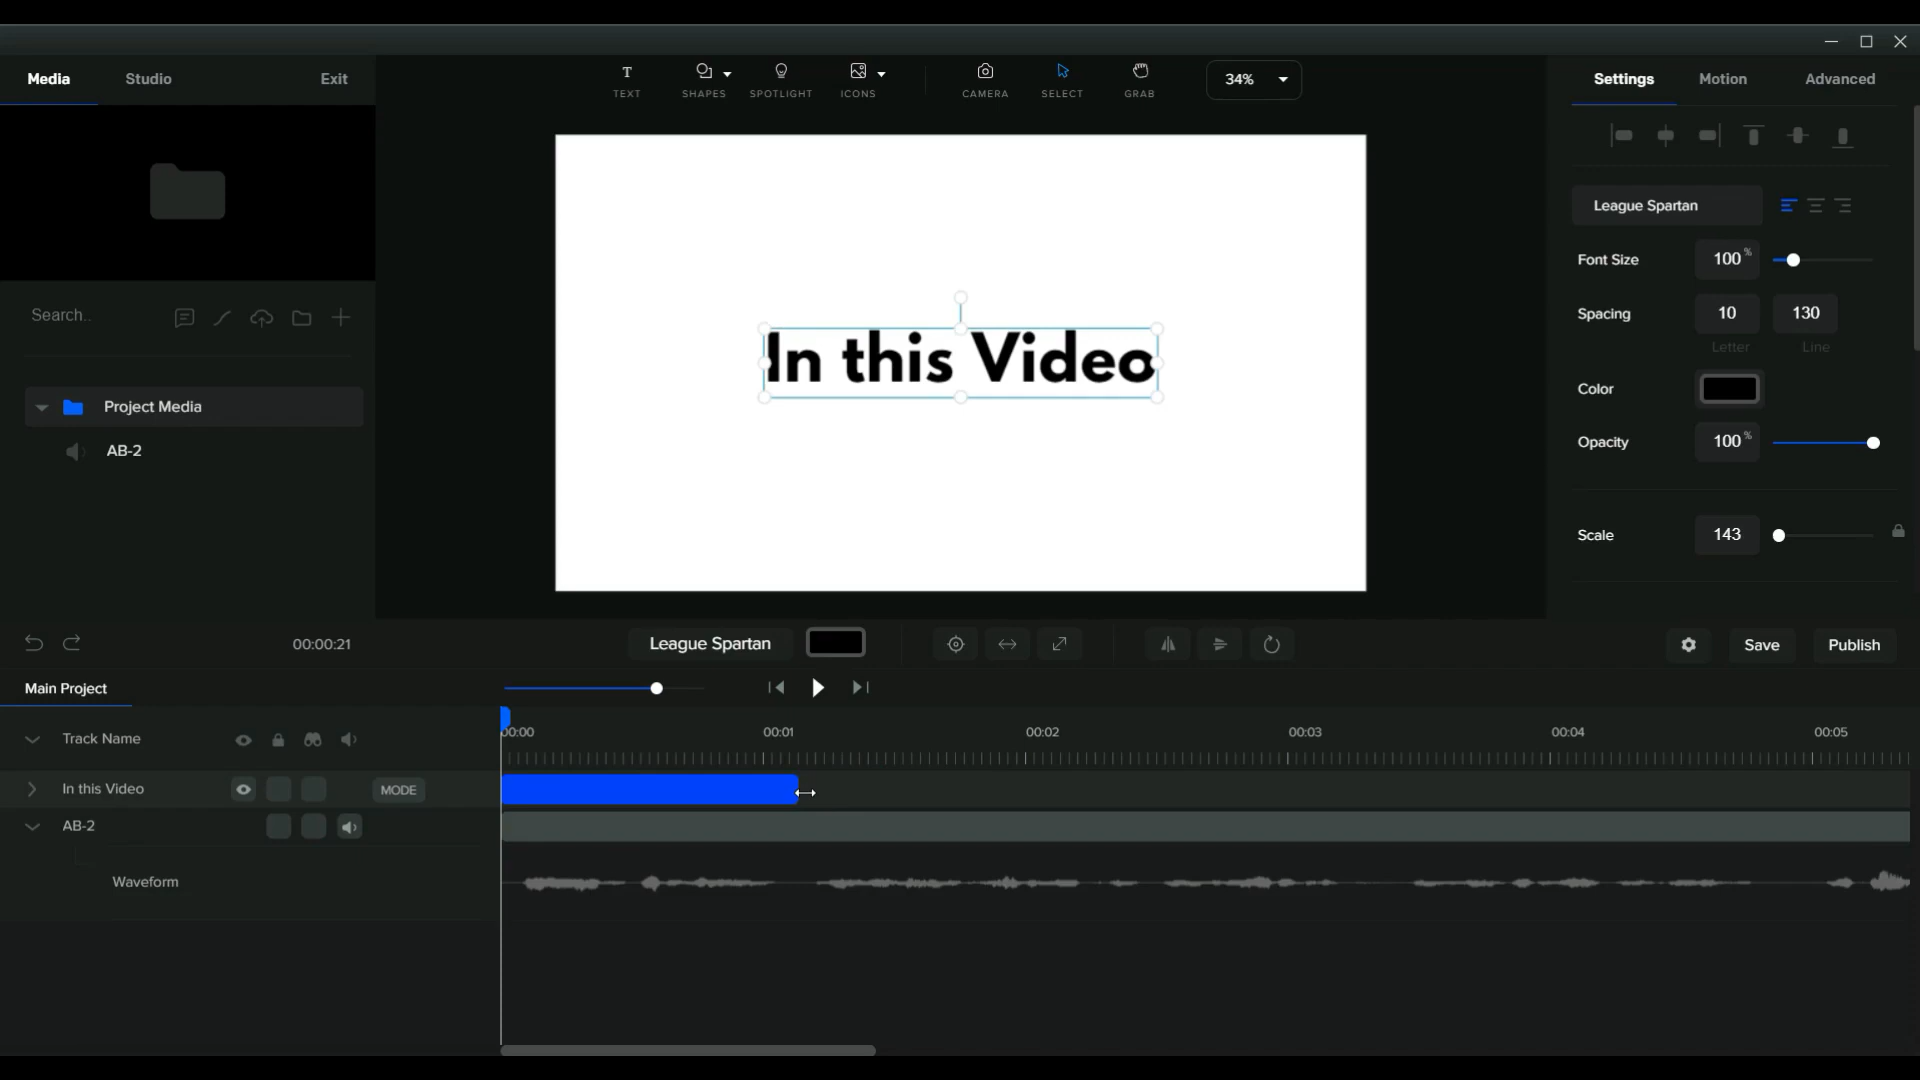 Media Studio Exit
TEXT SHAPES SPOTLIGHT ICONS CAMERA SELECT GRAB 34%
Settings Motion Advanced
League Spartan
Font Size 100 %
Spacing 10 130
Letter Line
Color
Opacity 100 %
Scale 143
Search..
Project Media
AB-2
In this Video
00:00:21 League Spartan Save Publish
Main Project
Track Name 00:00 00:01 00:02 00:03 00:04 00:05
In this Video MODE
AB-2
Waveform